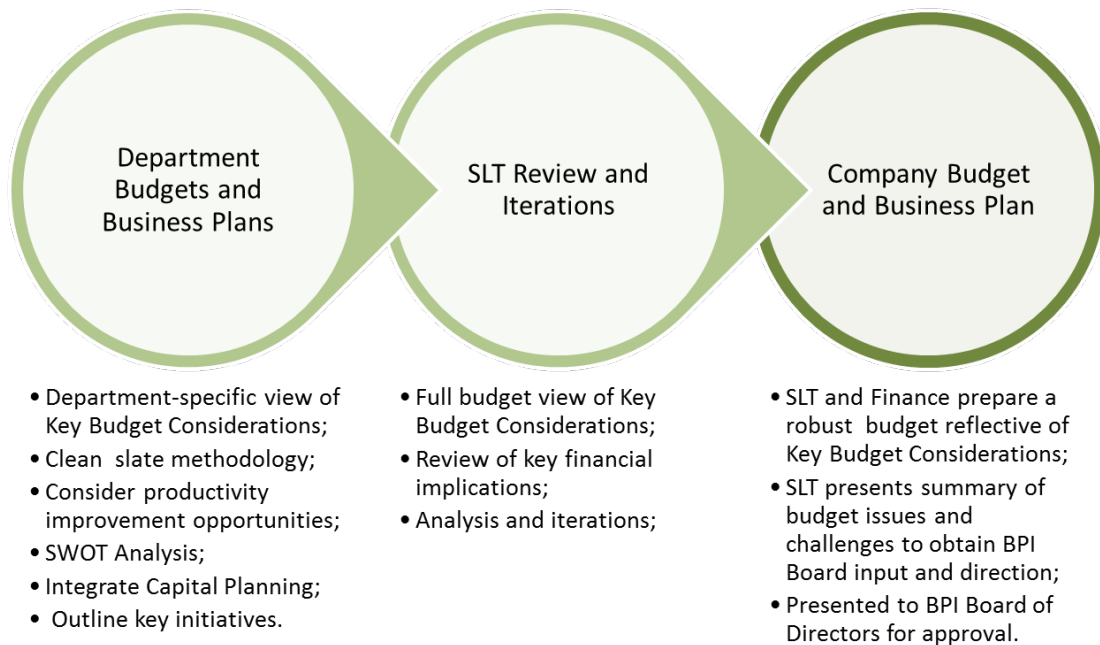 Department
Budgets and
Business Plans
SLT Review and
Iterations
Company Budget
and Business Plan
• Department-specific view of
Key Budget Considerations;
• Clean slate methodology;
• Consider productivity
improvement opportunities;
• SWOT Analysis;
• Integrate Capital Planning;
• Outline key initiatives.
• Full budget view of Key
Budget Considerations;
• Review of key financial
implications;
• Analysis and iterations;
• SLT and Finance prepare a
robust budget reflective of
Key Budget Considerations;
• SLT presents summary of
budget issues and
challenges to obtain BPI
Board input and direction;
• Presented to BPI Board of
Directors for approval.